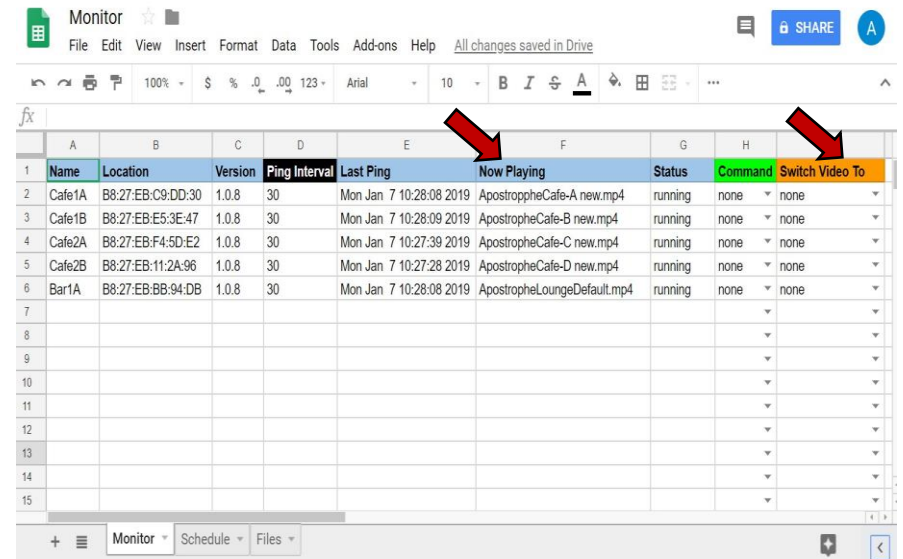 Monitor
File Edit View Insert Format Data Tools Add-ons Help All changes saved in Drive
SHARE A
100% $ % .0 .00 123 Arial 10 B I S A ...
fx
A B C D E F G H
1 Name Location Version Ping Interval Last Ping Now Playing Status Command Switch Video To
2 Cafe1A B8:27:EB:C9:DD:30 1.0.8 30 Mon Jan 7 10:28:08 2019 ApostroppheCafe-A new.mp4 running none none
3 Cafe1B B8:27:EB:E5:3E:47 1.0.8 30 Mon Jan 7 10:28:09 2019 ApostropheCafe-B new.mp4 running none none
4 Cafe2A B8:27:EB:F4:5D:E2 1.0.8 30 Mon Jan 7 10:27:39 2019 ApostropheCafe-C new.mp4 running none none
5 Cafe2B B8:27:EB:11:2A:96 1.0.8 30 Mon Jan 7 10:27:28 2019 ApostropheCafe-D new.mp4 running none none
6 Bar1A B8:27:EB:BB:94:DB 1.0.8 30 Mon Jan 7 10:28:08 2019 ApostropheLoungeDefault.mp4 running none none
7
8
9
10
11
12
13
14
15
Monitor Schedule Files